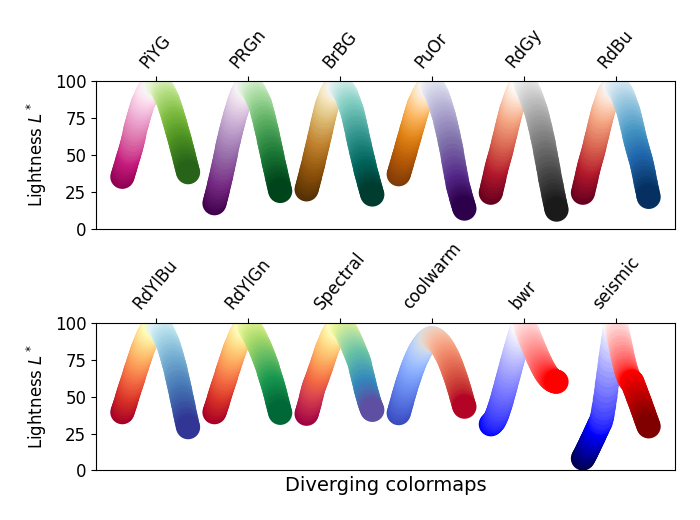 PiYG PRGn BrBG PuOr RdGy RdBu
100
75
50
25
0
Lightness L*
RdYlBu RdYlGn Spectral coolwarm bwr seismic
100
75
50
25
0
Lightness L*
Diverging colormaps